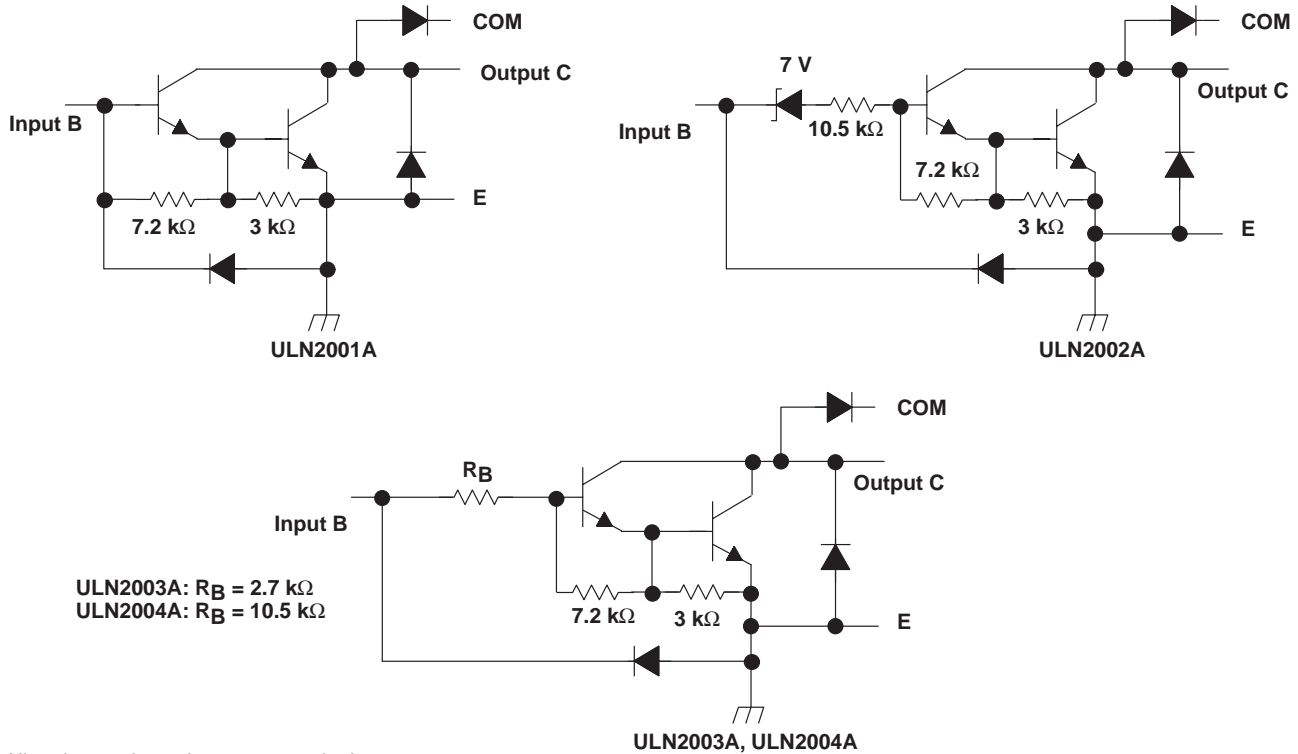 COM
Output C
Input B
7.2 kΩ
3 kΩ
E
ULN2001A
COM
7 V
Output C
Input B
10.5 kΩ
7.2 kΩ
3 kΩ
E
ULN2002A
COM
RB
Output C
Input B
ULN2003A: RB = 2.7 kΩ
ULN2004A: RB = 10.5 kΩ
7.2 kΩ
3 kΩ
E
ULN2003A, ULN2004A